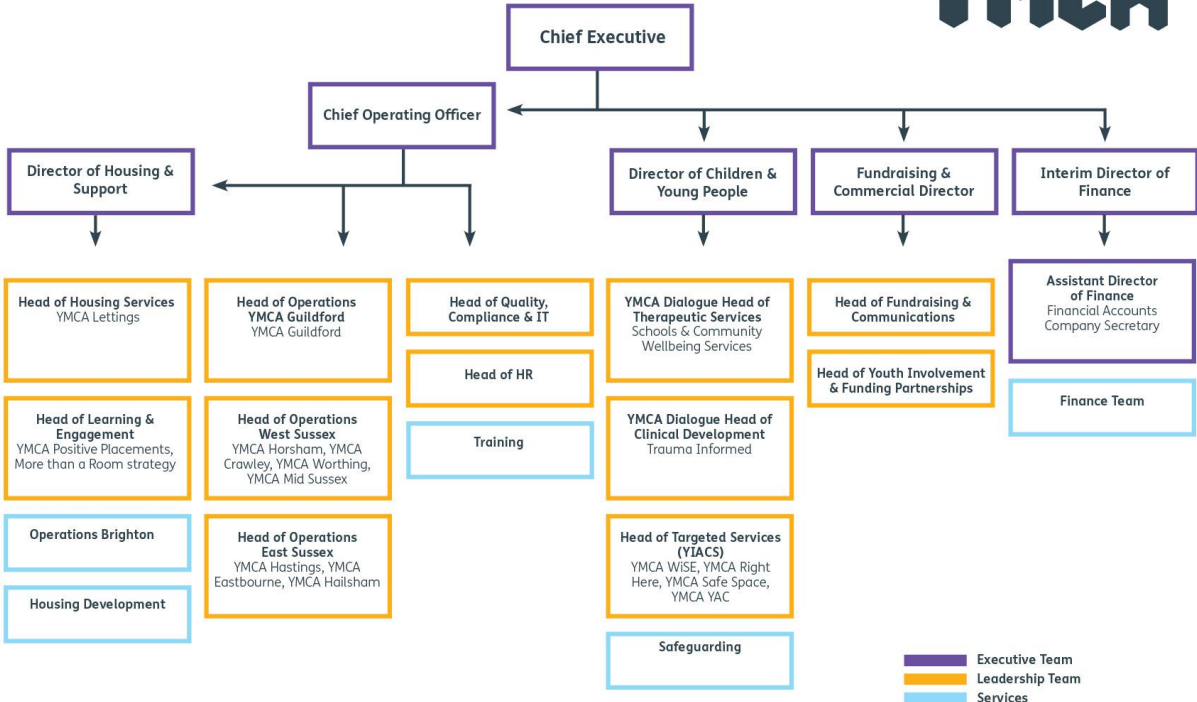 YMCA
Chief Executive
Chief Operating Officer
Director of Housing &
Support
Director of Children &
Young People
Fundraising &
Commercial Director
Interim Director of
Finance
Head of Housing Services
YMCA Lettings
Head of Learning &
Engagement
YMCA Positive Placements,
More than a Room strategy
Operations Brighton
Housing Development
Head of Operations
YMCA Guildford
YMCA Guildford
Head of Operations
West Sussex
YMCA Horsham, YMCA
Crawley, YMCA Worthing,
YMCA Mid Sussex
Head of Operations
East Sussex
YMCA Hastings, YMCA
Eastbourne, YMCA Hailsham
Head of Quality,
Compliance & IT
Head of HR
Training
YMCA Dialogue Head of
Therapeutic Services
Schools & Community
Wellbeing Services
YMCA Dialogue Head of
Clinical Development
Trauma Informed
Head of Targeted Services
(YIACS)
YMCA WiSE, YMCA Right
Here, YMCA Safe Space,
YMCA YAC
Safeguarding
Head of Fundraising &
Communications
Head of Youth Involvement
& Funding Partnerships
Assistant Director
of Finance
Financial Accounts
Company Secretary
Finance Team
Executive Team
Leadership Team
Services